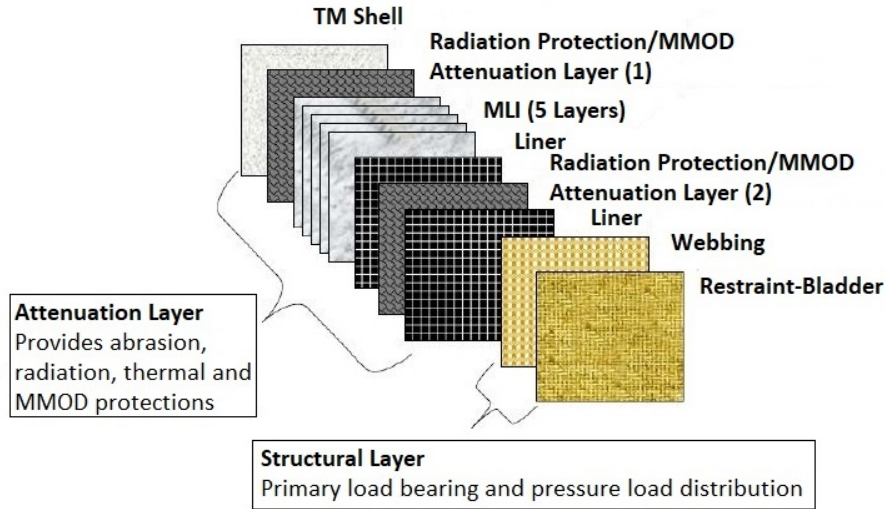 TM Shell
Radiation Protection/MMOD
Attenuation Layer (1)
MLI (5 Layers)
Liner
Radiation Protection/MMOD
Attenuation Layer (2)
Liner
Webbing
Restraint-Bladder
Attenuation Layer
Provides abrasion,
radiation, thermal and
MMOD protections
Structural Layer
Primary load bearing and pressure load distribution